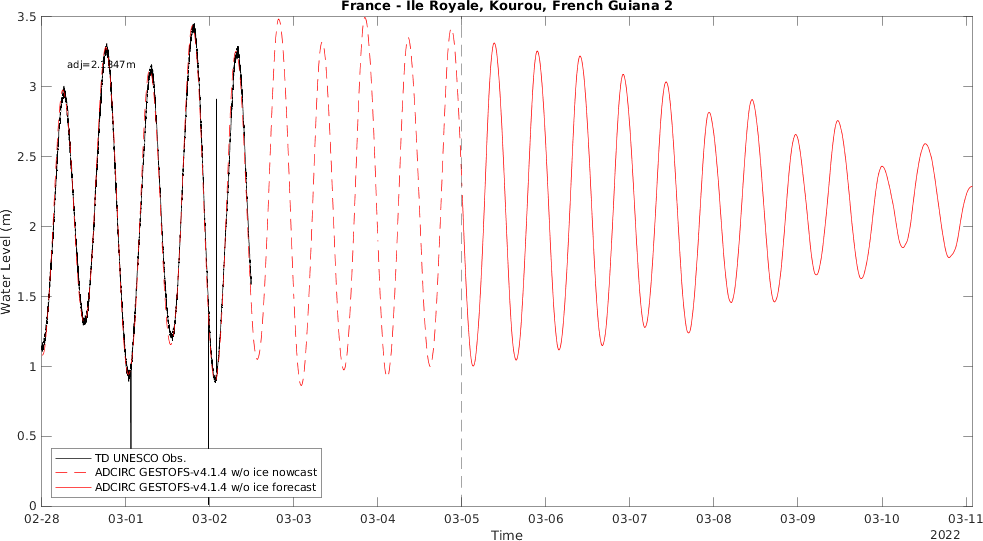 France - Ile Royale, Kourou, French Guiana 2
3.5
adj=2.1847m
3
2.5
2
Water Level (m)
1.5
1
0.5
TD UNESCO Obs.
ADCIRC GESTOFS-v4.1.4 w/o ice nowcast
ADCIRC GESTOFS-v4.1.4 w/o ice forecast
0
02-28 03-01 03-02 03-03 03-04 03-05 03-06 03-07 03-08 03-09 03-10 03-11
Time 2022